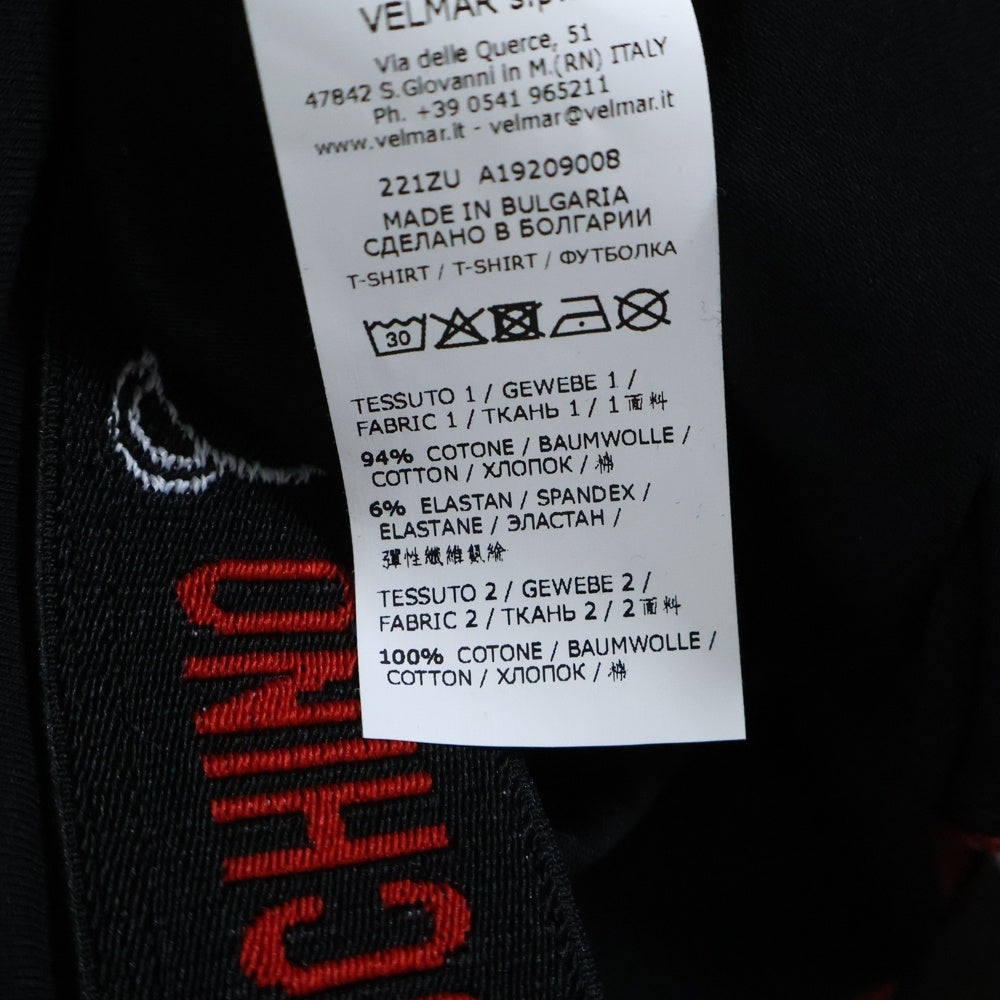 VELMAR s.p.
Via delle Querce, 51
47842 S.Giovanni in M.(RN) ITALY
Ph. +39 0541 965211
www.velmar.it - velmar@velmar.it
221ZU A19209008
MADE IN BULGARIA
СДЕЛАНО В БОЛГАРИИ
T-SHIRT / T-SHIRT / ФУТБОЛКА
30
TESSUTO 1 / GEWEBE 1 /
FABRIC 1 / ТКАНЬ 1 / 1 面料
94% COTONE / BAUMWOLLE /
COTTON / ХЛОПОК / 棉
6% ELASTAN / SPANDEX /
ELASTANE / ЭЛАСТАН /
彈性纖維
TESSUTO 2 / GEWEBE 2 /
FABRIC 2 / ТКАНЬ 2 / 2 面料
100% COTONE / BAUMWOLLE /
COTTON / ХЛОПОК / 棉
CHINO